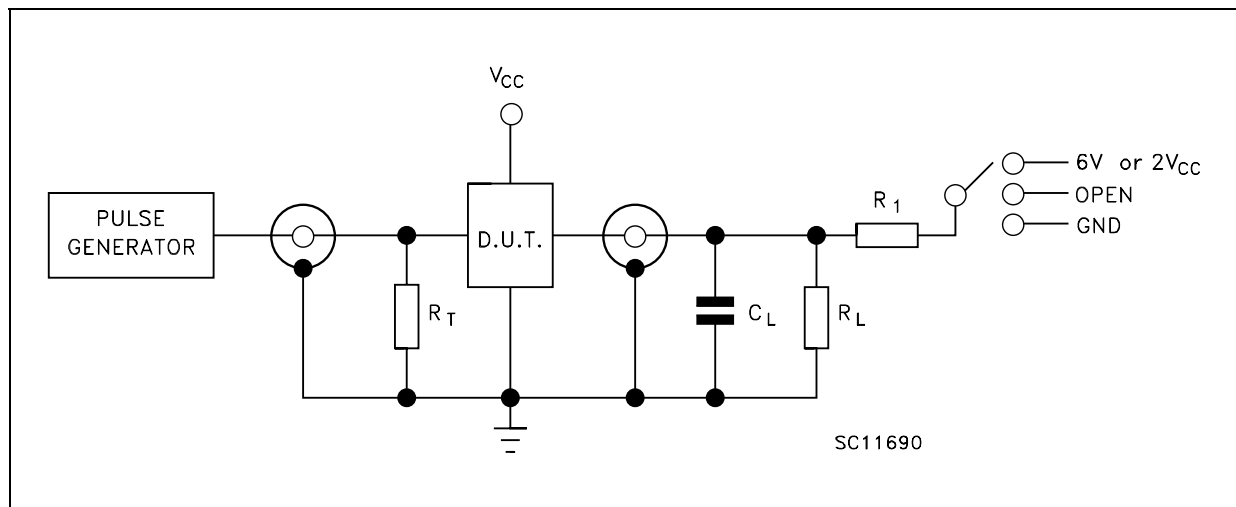 VCC
PULSE
GENERATOR
D.U.T.
RT
CL
RL
R1
6V or 2VCC
OPEN
GND
SC11690